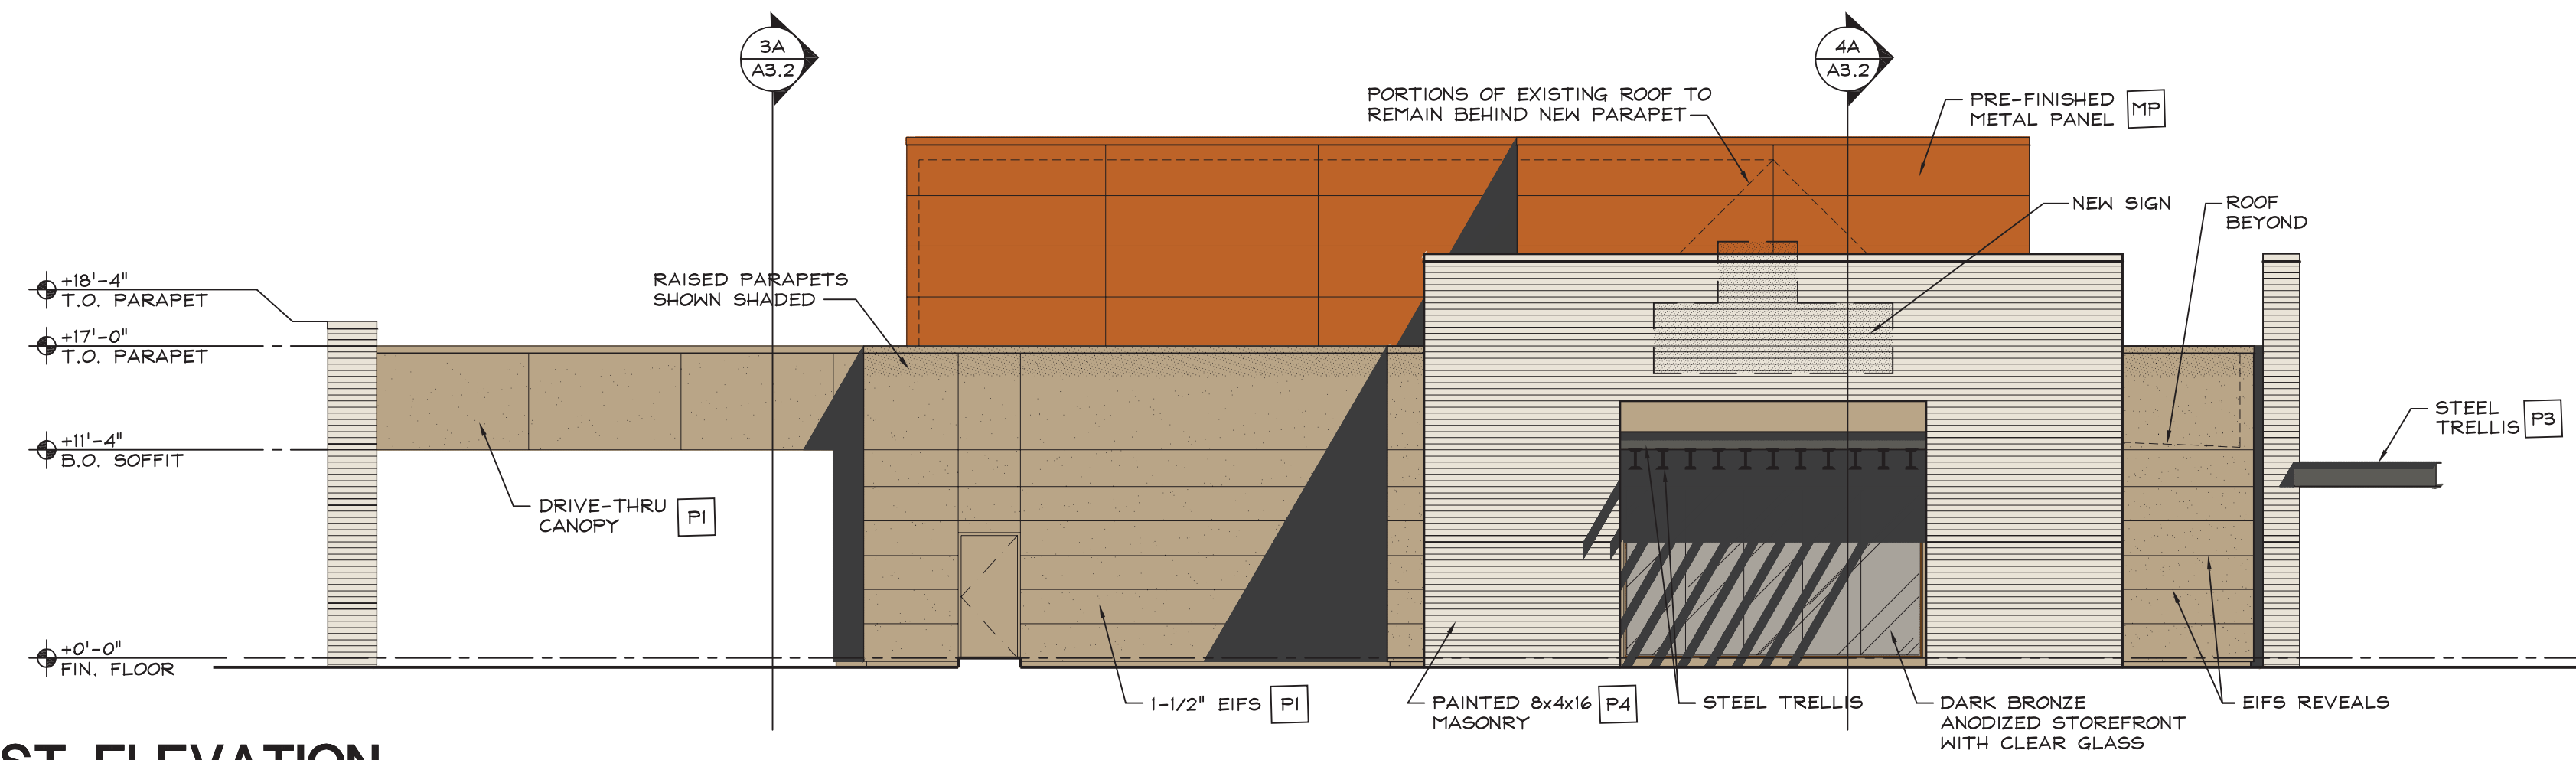 3A
A3.2
4A
A3.2
PORTIONS OF EXISTING ROOF TO
REMAIN BEHIND NEW PARAPET
PRE-FINISHED
METAL PANEL
MP
NEW SIGN
ROOF
BEYOND
RAISED PARAPETS
SHOWN SHADED
+18'-4"
T.O. PARAPET
+17'-0"
T.O. PARAPET
+11'-4"
B.O. SOFFIT
STEEL
TRELLIS
P3
DRIVE-THRU
CANOPY
P1
+0'-0"
FIN. FLOOR
1-1/2" EIFS
P1
PAINTED 8x4x16
MASONRY
P4
STEEL TRELLIS
DARK BRONZE
ANODIZED STOREFRONT
WITH CLEAR GLASS
EIFS REVEALS
ST ELEVATION